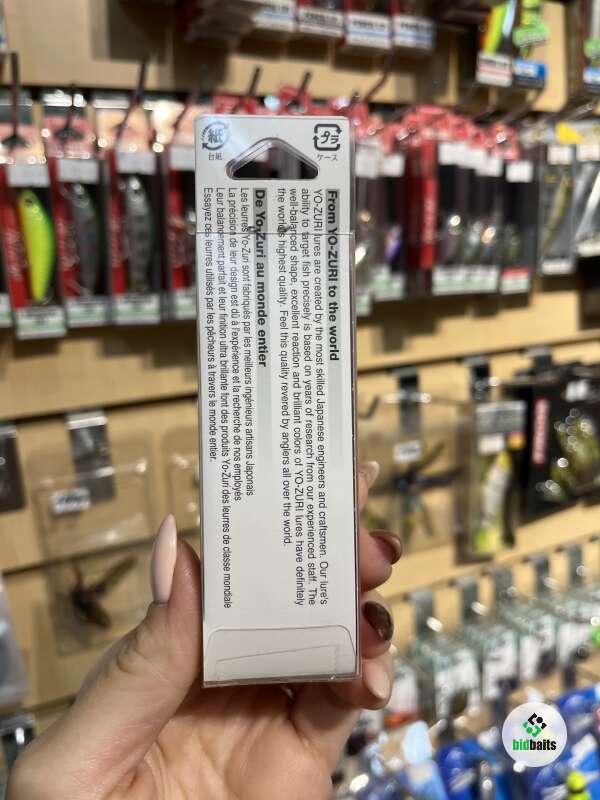 紙
台紙
プラ
ケース
From YO-ZURI to the world
YO-ZURI lures are created by the most skilled Japanese engineers and craftsmen. Our lure's
ability to target fish precisely is based on years of research from our experienced staff. The
well-balanced shape, excellent reaction and brilliant colors of YO-ZURI lures have definitely
the world's highest quality. Feel this quality revered by anglers all over the world.
De Yo-Zuri au monde entier
Les leurres Yo-Zuri sont fabriqués par les meilleurs ingénieurs artisans Japonais
La précision de leur design est dû à l'expérience et la recherche de nos employés
Leur balancement parfait et leur finition ultra brillante font des produits Yo-Zuri des leurres de classe mondiale
Essayez ces leurres utilisés par les pêcheurs à travers le monde entier.
bidbaits